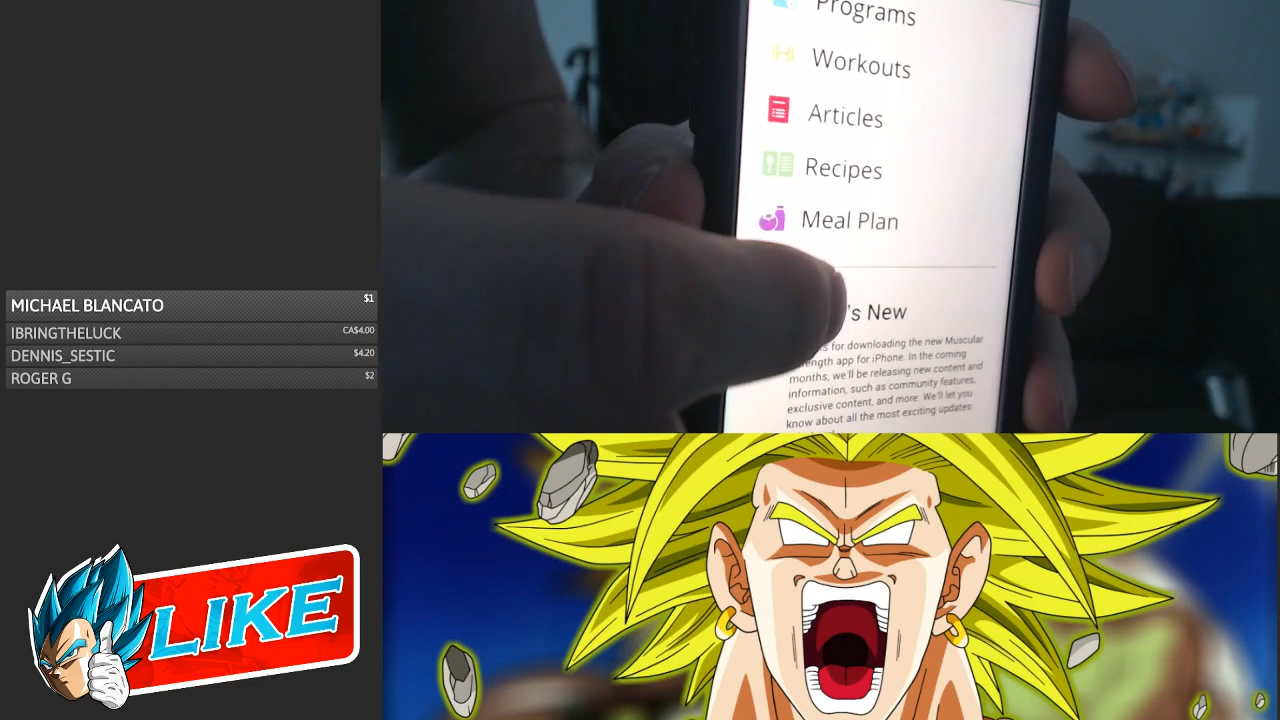 Programs
Workouts
Articles
Recipes
Meal Plan
's New
for downloading the new Muscular
app for iPhone. In the coming
months, we'll be releasing new content and
information, such as community features,
exclusive content, and more. We'll let you
know about all the most exciting updates
MICHAEL BLANCATO $1
IBRINGTHELUCK CA$4.00
DENNIS_SESTIC $4.20
ROGER G $2
LIKE